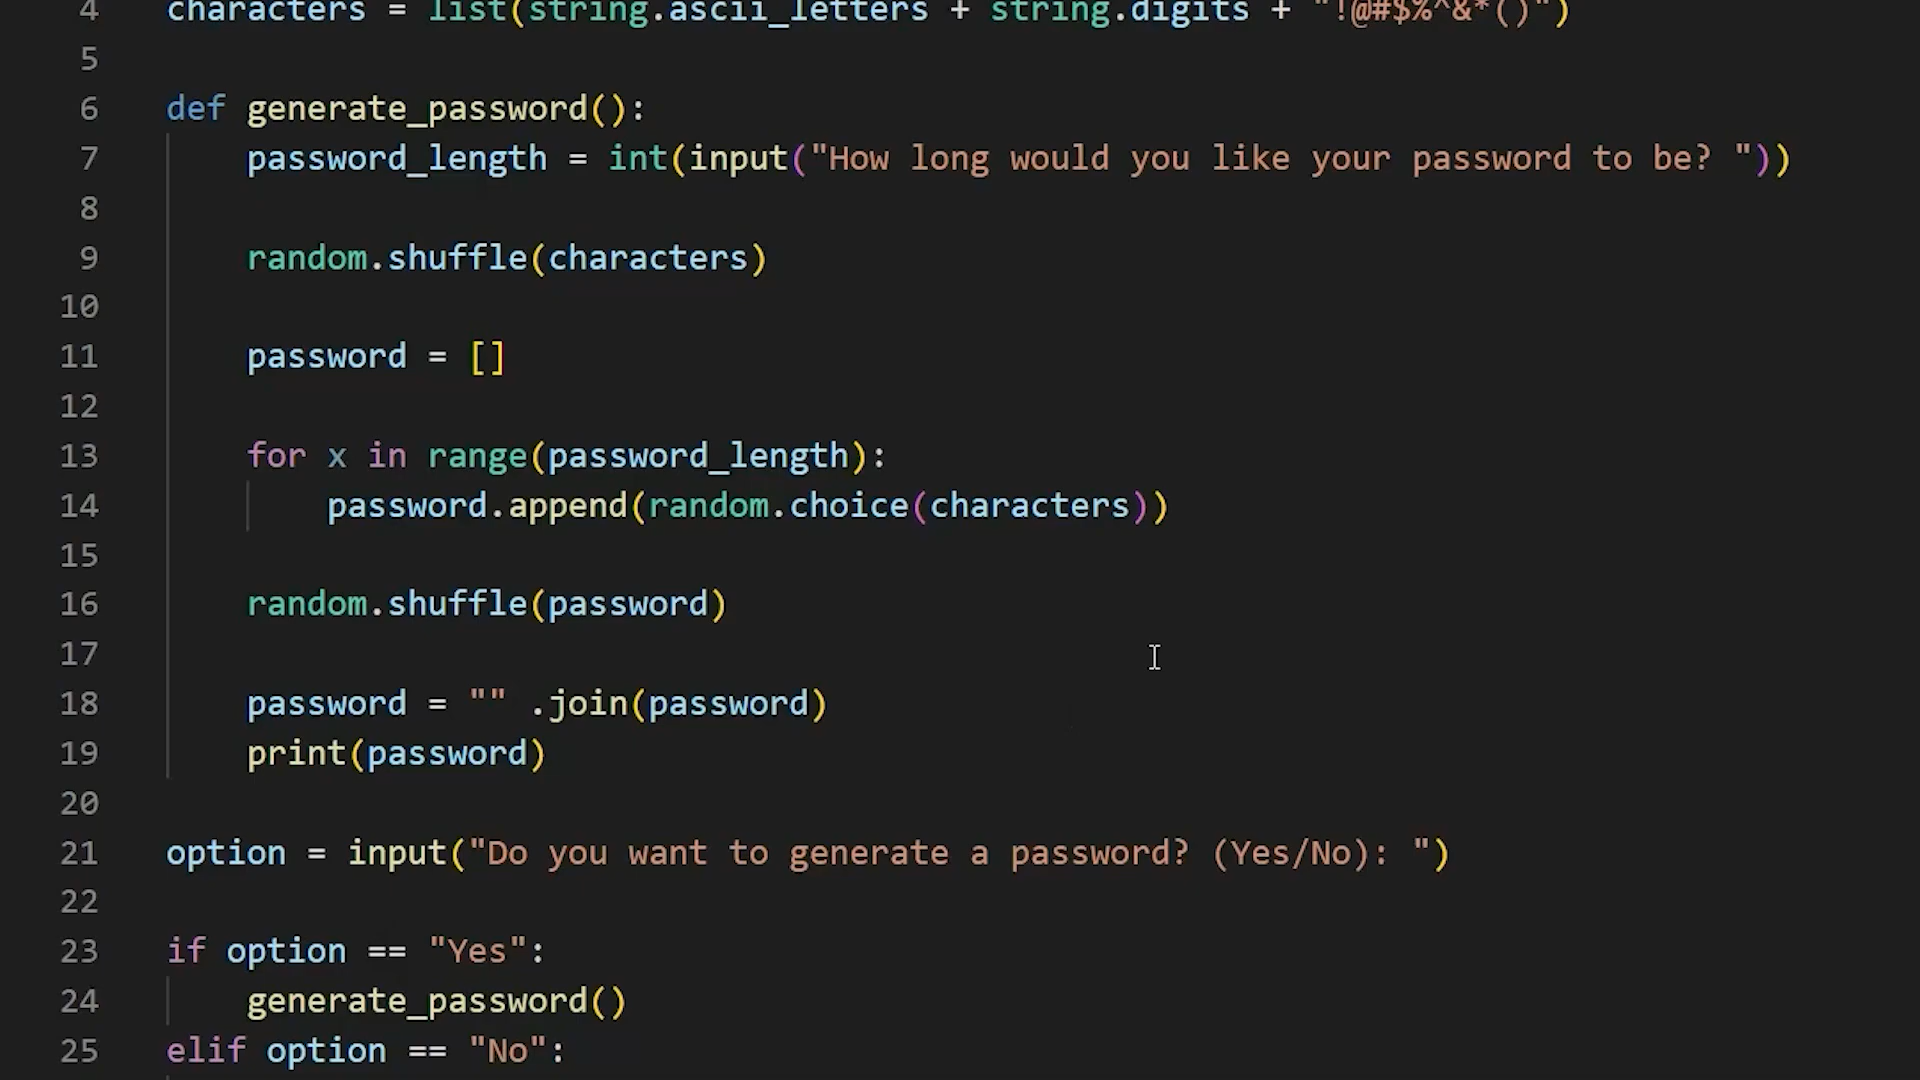 4 characters = list(string.ascii_letters + string.digits + "!@#$%^&*()")
5
6 def generate_password():
7 password_length = int(input("How long would you like your password to be? "))
8
9 random.shuffle(characters)
10
11 password = []
12
13 for x in range(password_length):
14 password.append(random.choice(characters))
15
16 random.shuffle(password)
17
18 password = "" .join(password)
19 print(password)
20
21 option = input("Do you want to generate a password? (Yes/No): ")
22
23 if option == "Yes":
24 generate_password()
25 elif option == "No":